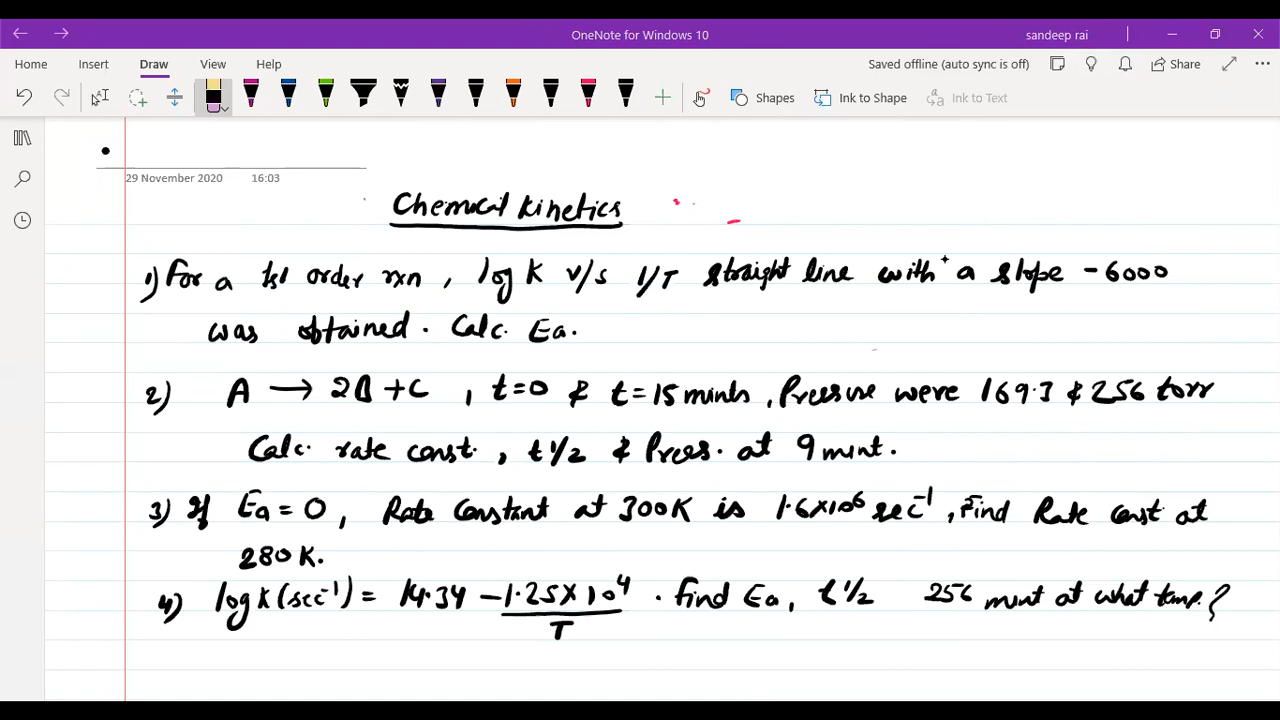 OneNote for Windows 10
sandeep rai
Home Insert Draw View Help
Saved offline (auto sync is off)
Share
Shapes
Ink to Shape
Ink to Text
29 November 2020 16:03
Chemical Kinetics
1) For a 1st order rxn, log K v/s 1/T straight line with a slope -6000
was obtained. Calc. Ea.
2) A → 2B + C, t=0 & t=15 mints, Pressure were 169.3 & 256 torr
Calc. rate const., t1/2 & Pres. at 9 mint.
3) If Ea = 0, Rate Constant at 300K is 1.6×10⁶ sec⁻¹, Find Rate const at
280K.
4) log K (sec⁻¹) = 14.34 - 1.25 × 10⁴ / T . find Ea, t1/2 256 mint at what temp.?